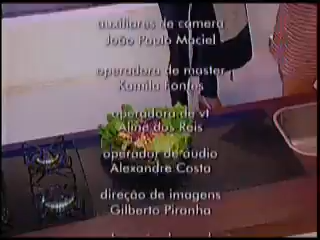 auxiliares de camera
João Paulo Maciel
operadora de master
Kamila Fontes
operadora de vt
Aline dos Reis
operador de áudio
Alexandre Costa
direção de imagens
Gilberto Piranha